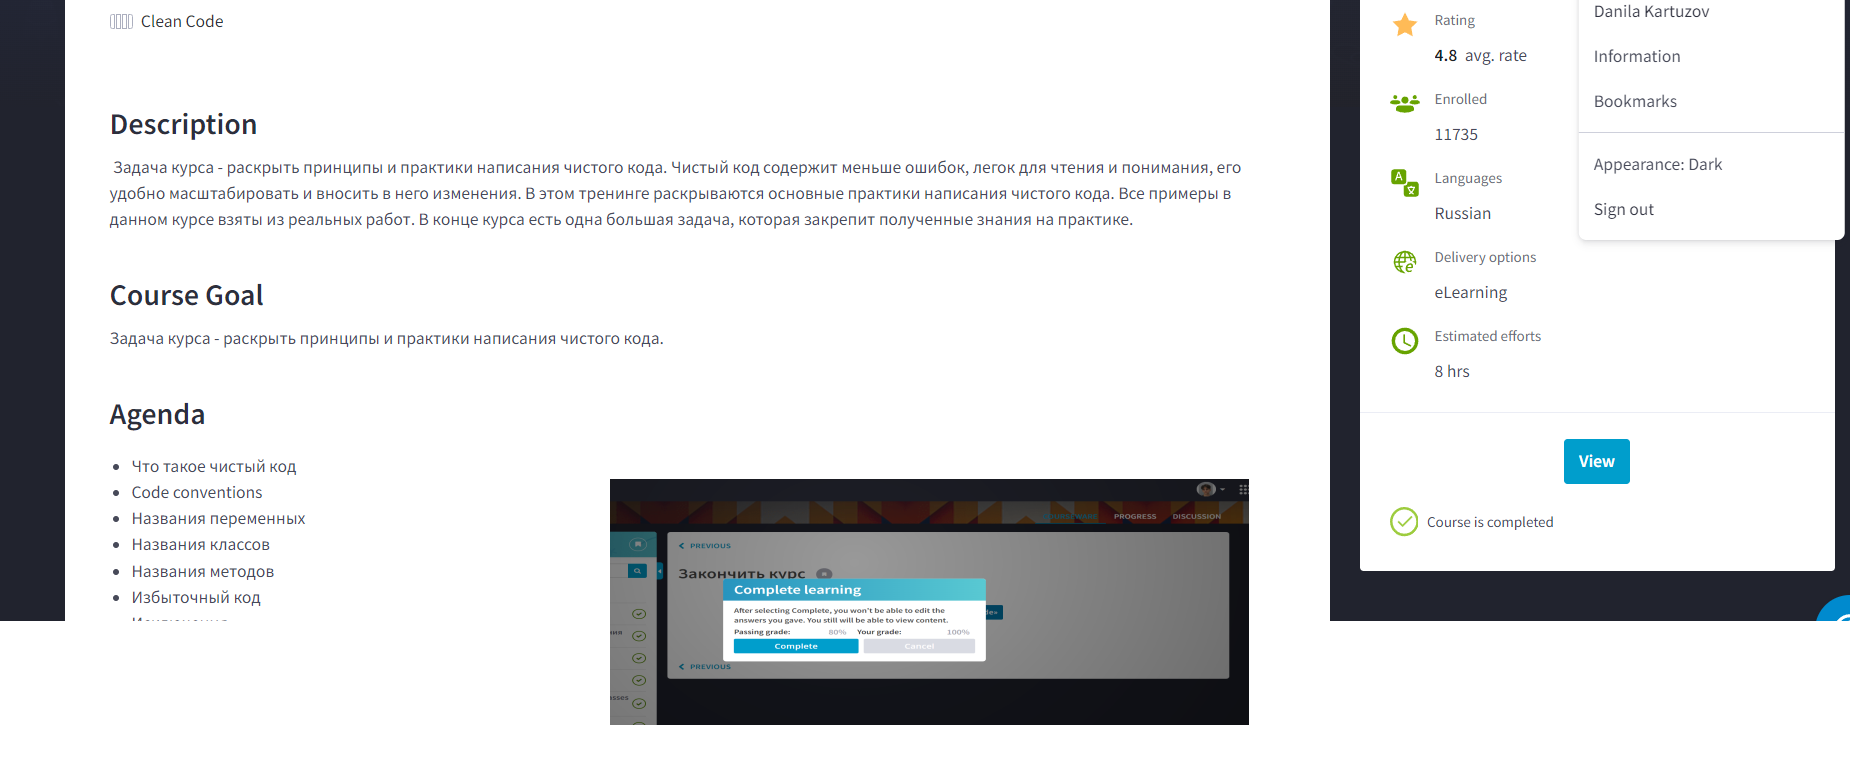 Clean Code
Description
Задача курса - раскрыть принципы и практики написания чистого кода. Чистый код содержит меньше ошибок, легок для чтения и понимания, его
удобно масштабировать и вносить в него изменения. В этом тренинге раскрываются основные практики написания чистого кода. Все примеры в
данном курсе взяты из реальных работ. В конце курса есть одна большая задача, которая закрепит полученные знания на практике.
Course Goal
Задача курса - раскрыть принципы и практики написания чистого кода.
Agenda
Что такое чистый код
Code conventions
Названия переменных
Названия классов
Названия методов
Избыточный код
PROGRESS
DISCUSSION
PREVIOUS
Закончить курс
Complete learning
After selecting Complete, you won't be able to edit the
answers you gave. You still will be able to view content.
Passing grade: 80% Your grade: 100%
Complete
Cancel
PREVIOUS
Rating
4.8 avg. rate
Enrolled
11735
Languages
Russian
Delivery options
eLearning
Estimated efforts
8 hrs
View
Course is completed
Danila Kartuzov
Information
Bookmarks
Appearance: Dark
Sign out